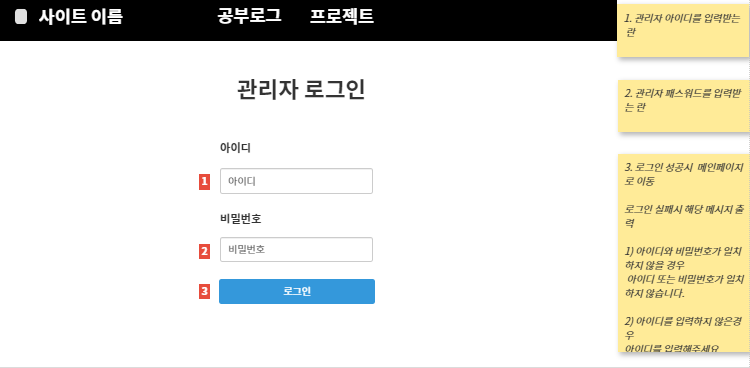 사이트 이름
공부로그
프로젝트
관리자 로그인
아이디
1
아이디
비밀번호
2
비밀번호
3
로그인
1. 관리자 아이디를 입력받는
란
2. 관리자 패스워드를 입력받
는 란
3. 로그인 성공시 메인페이지
로 이동
로그인 실패시 해당 메시지 출
력
1) 아이디와 비밀번호가 일치
하지 않을 경우
아이디 또는 비밀번호가 일치
하지 않습니다.
2) 아이디를 입력하지 않은경
우
아이디를 입력해주세요